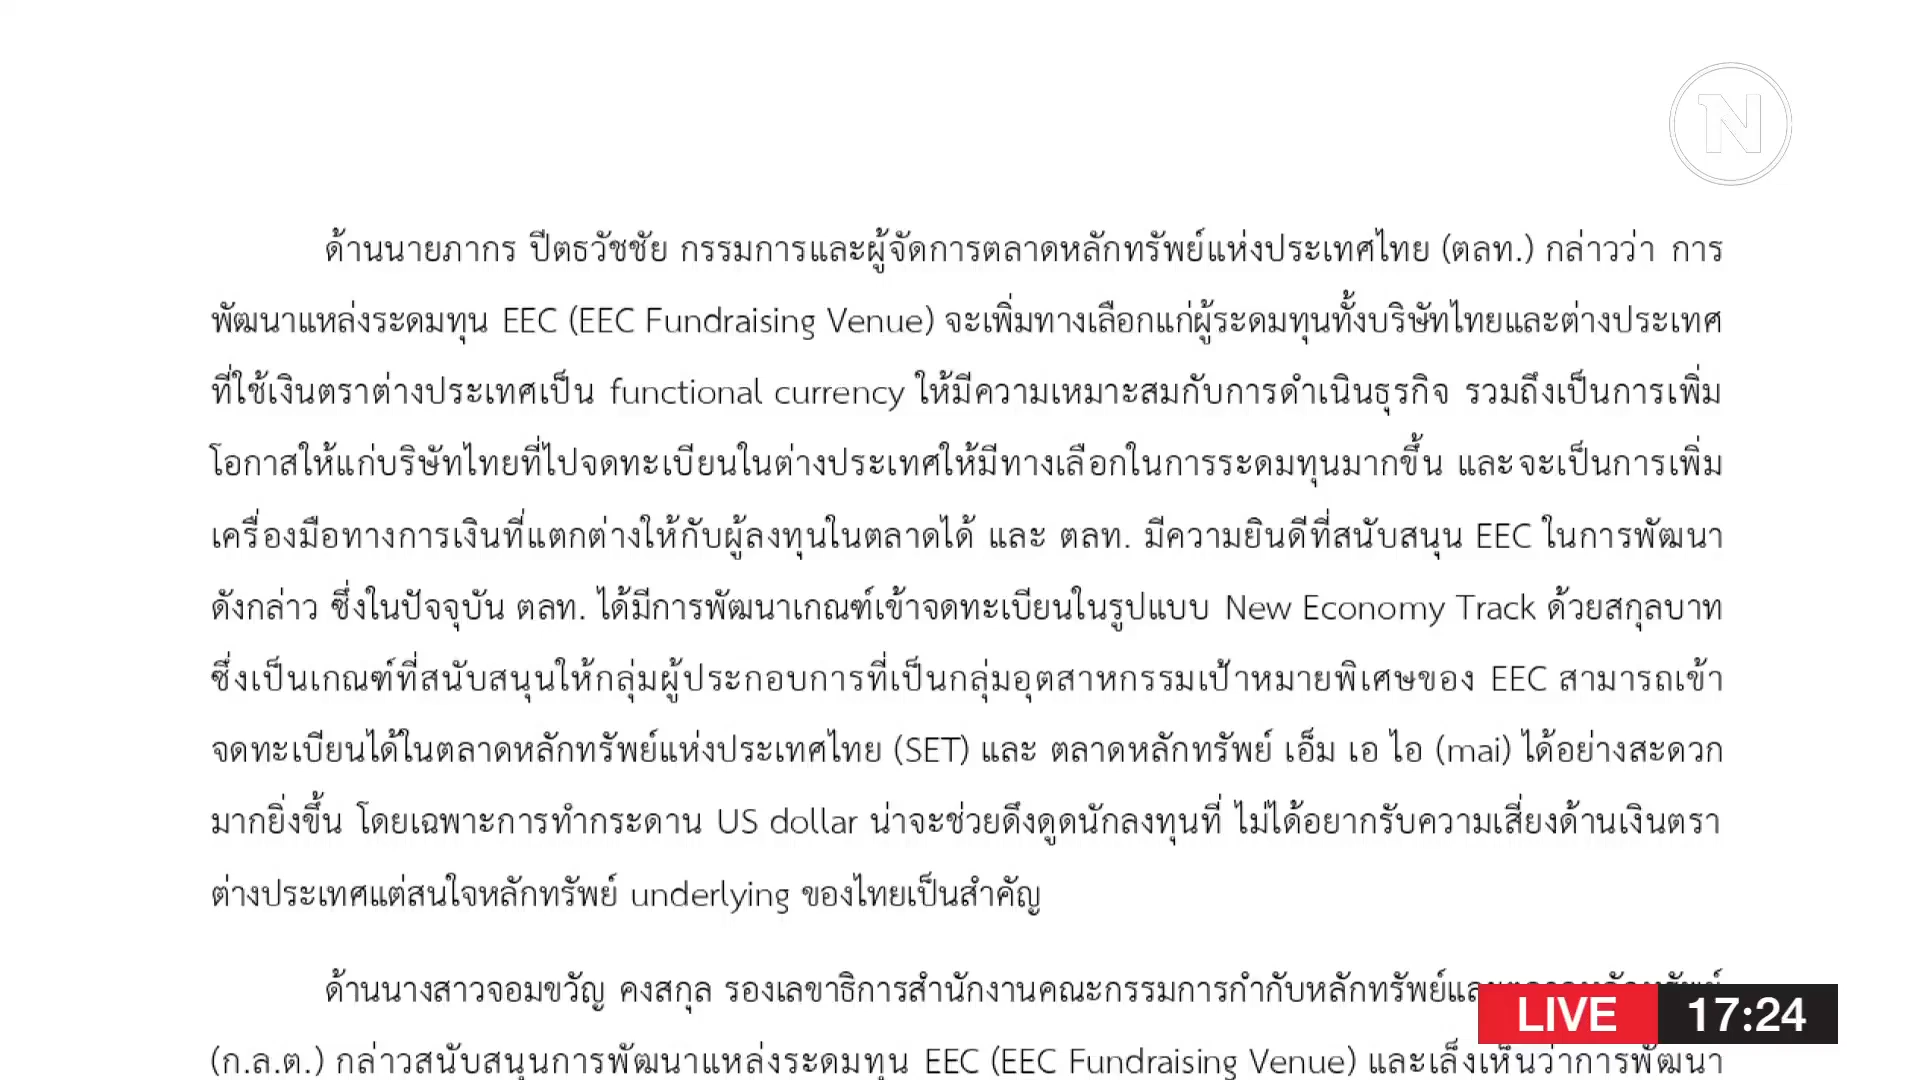 N
ด้านนายภากร ปีตธวัชชัย กรรมการและผู้จัดการตลาดหลักทรัพย์แห่งประเทศไทย (ตลท.) กล่าวว่า การ
พัฒนาแหล่งระดมทุน EEC (EEC Fundraising Venue) จะเพิ่มทางเลือกแก่ผู้ระดมทุนทั้งบริษัทไทยและต่างประเทศ
ที่ใช้เงินตราต่างประเทศเป็น functional currency ให้มีความเหมาะสมกับการดำเนินธุรกิจ รวมถึงเป็นการเพิ่ม
โอกาสให้แก่บริษัทไทยที่ไปจดทะเบียนในต่างประเทศให้มีทางเลือกในการระดมทุนมากขึ้น และจะเป็นการเพิ่ม
เครื่องมือทางการเงินที่แตกต่างให้กับผู้ลงทุนในตลาดได้ และ ตลท. มีความยินดีที่สนับสนุน EEC ในการพัฒนา
ดังกล่าว ซึ่งในปัจจุบัน ตลท. ได้มีการพัฒนาเกณฑ์เข้าจดทะเบียนในรูปแบบ New Economy Track ด้วยสกุลบาท
ซึ่งเป็นเกณฑ์ที่สนับสนุนให้กลุ่มผู้ประกอบการที่เป็นกลุ่มอุตสาหกรรมเป้าหมายพิเศษของ EEC สามารถเข้า
จดทะเบียนได้ในตลาดหลักทรัพย์แห่งประเทศไทย (SET) และ ตลาดหลักทรัพย์ เอ็ม เอ ไอ (mai) ได้อย่างสะดวก
มากยิ่งขึ้น โดยเฉพาะการทำกระดาน US dollar น่าจะช่วยดึงดูดนักลงทุนที่ ไม่ได้อยากรับความเสี่ยงด้านเงินตรา
ต่างประเทศแต่สนใจหลักทรัพย์ underlying ของไทยเป็นสำคัญ
ด้านนางสาวจอมขวัญ คงสกุล รองเลขาธิการสำนักงานคณะกรรมการกำกับหลักทรัพย์และตลาดหลักทรัพย์
(ก.ล.ต.) กล่าวสนับสนุนการพัฒนาแหล่งระดมทุน EEC (EEC Fundraising Venue) และเล็งเห็นว่าการพัฒนา
LIVE 17:24